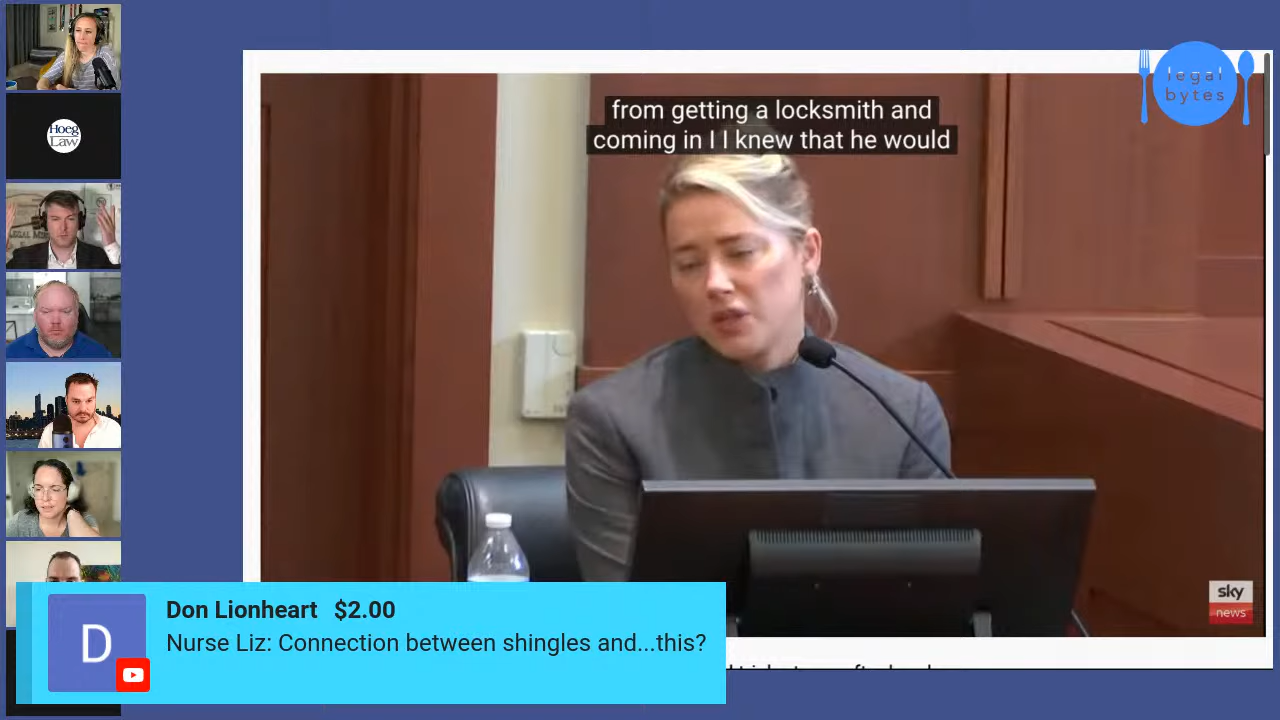 from getting a locksmith and
coming in I I knew that he would
legal
bytes
Hoeg
Law
sky
news
D
Don Lionheart $2.00
Nurse Liz: Connection between shingles and...this?